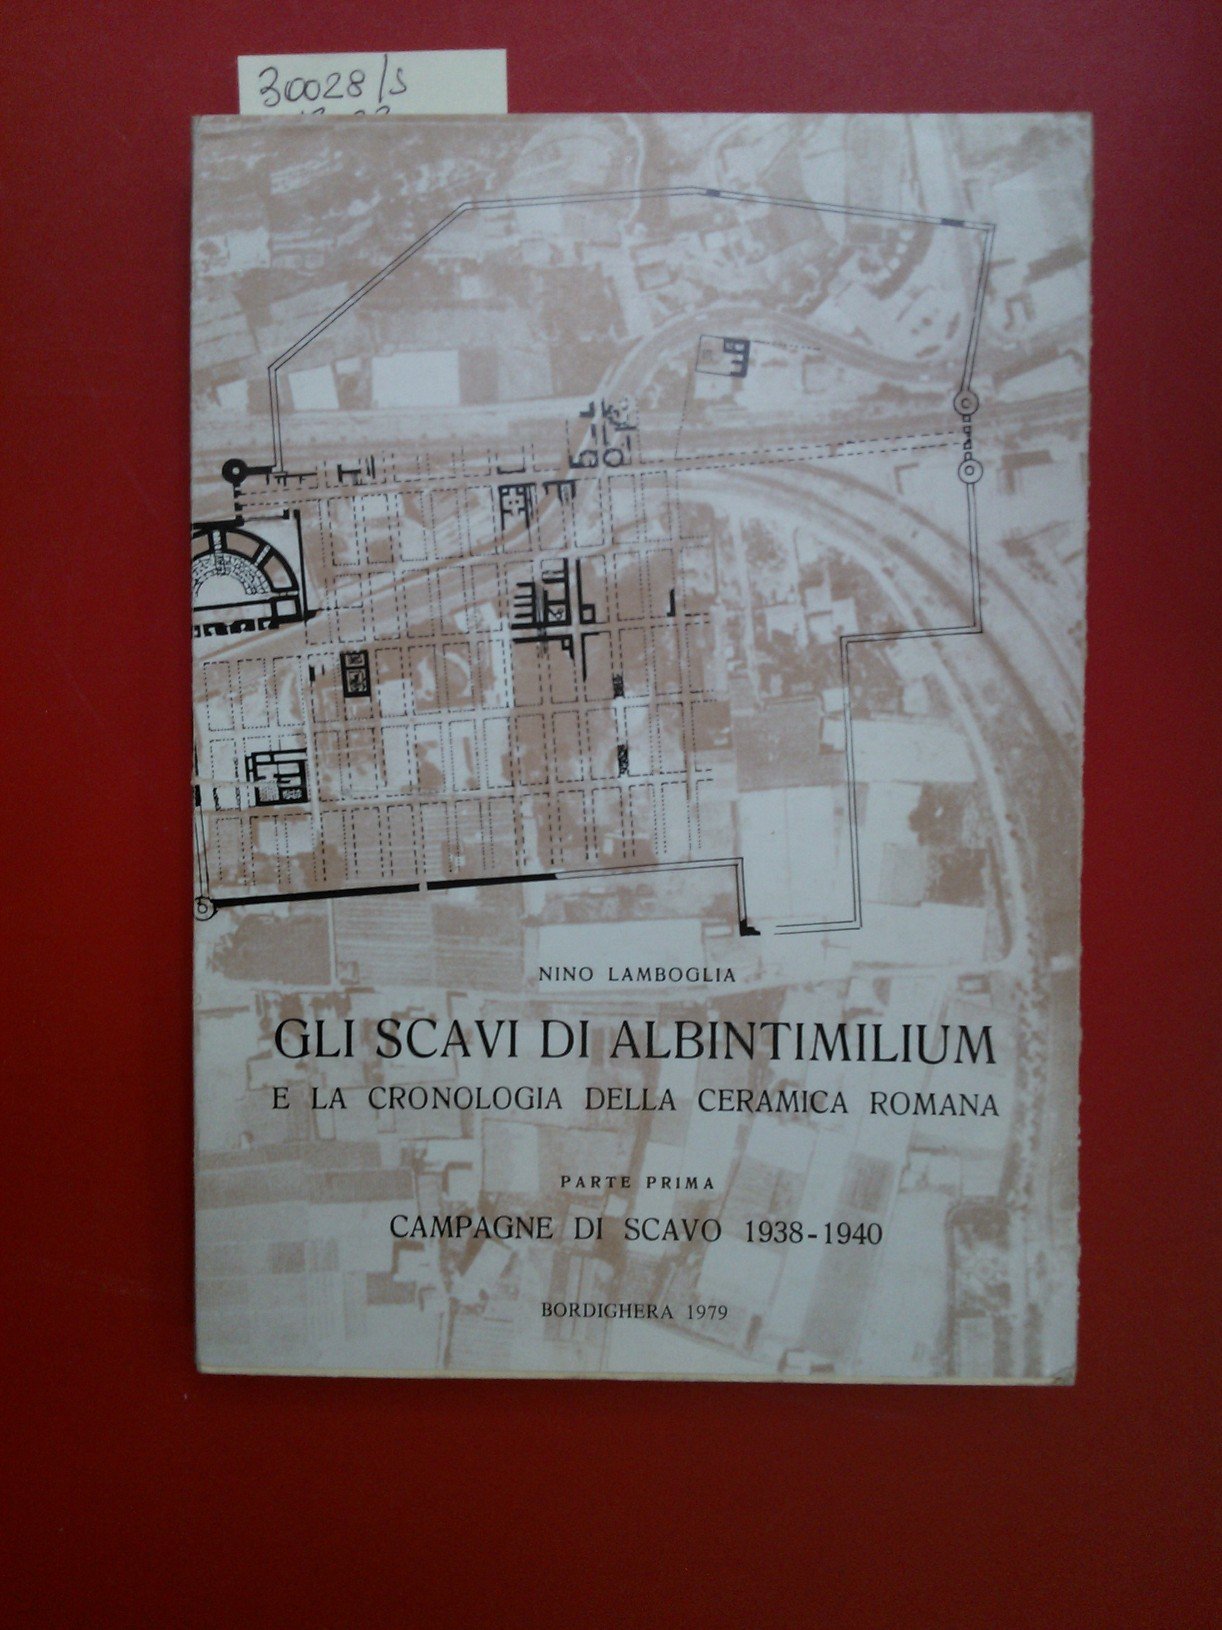 30028/s
NINO LAMBOGLIA
GLI SCAVI DI ALBINTIMILIUM
E LA CRONOLOGIA DELLA CERAMICA ROMANA
PARTE PRIMA
CAMPAGNE DI SCAVO 1938-1940
BORDIGHERA 1979